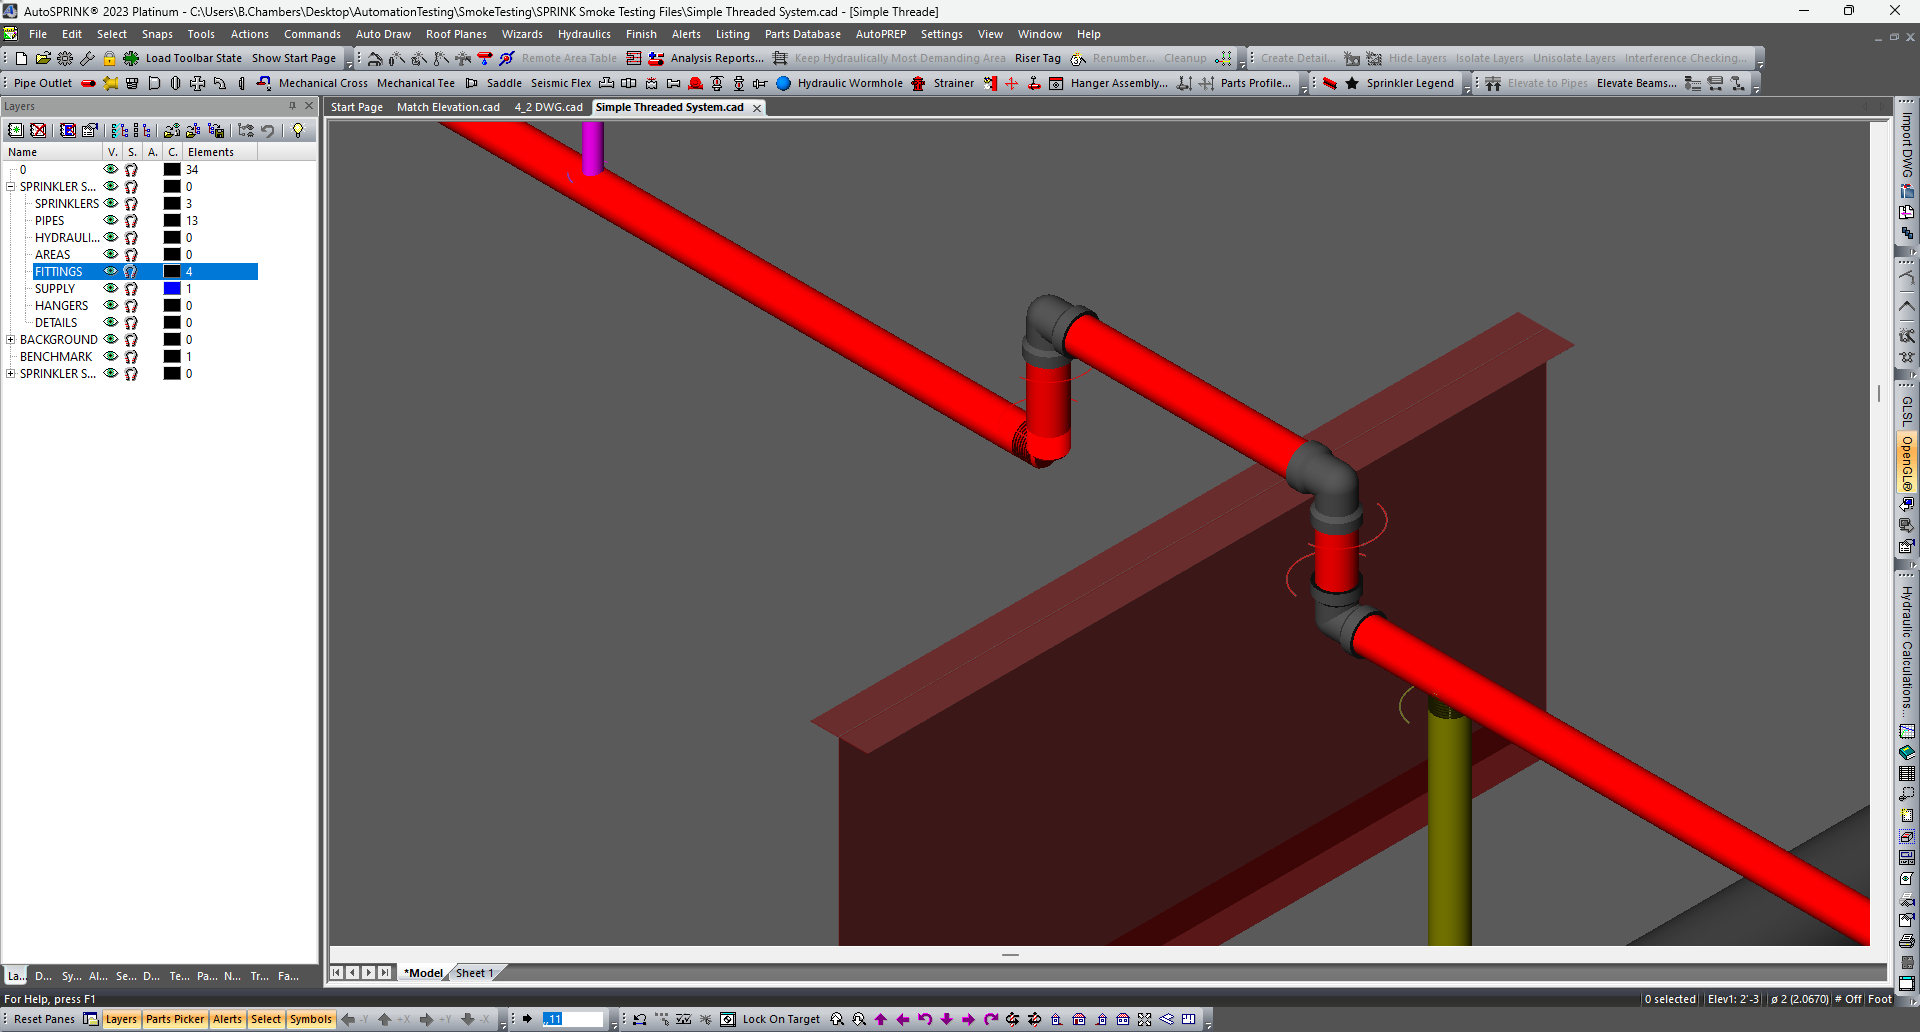 AutoSPRINK® 2023 Platinum - C:\Users\B.Chambers\Desktop\AutomationTesting\SmokeTesting\SPRINK Smoke Testing Files\Simple Threaded System.cad - [Simple Threade]
File Edit Select Snaps Tools Actions Commands Auto Draw Roof Planes Wizards Hydraulics Finish Alerts Listing Parts Database AutoPREP Settings View Window Help
Load Toolbar State Show Start Page Remote Area Table Analysis Reports... Keep Hydraulically Most Demanding Area Riser Tag Renumber... Cleanup Create Detail... Hide Layers Isolate Layers Unisolate Layers Interference Checking...
Pipe Outlet Mechanical Cross Mechanical Tee Saddle Seismic Flex Hydraulic Wormhole Strainer Hanger Assembly... Parts Profile... Sprinkler Legend Elevate to Pipes Elevate Beams...
Layers
Start Page Match Elevation.cad 4_2 DWG.cad Simple Threaded System.cad
Name V. S. A. C. Elements
0 34
SPRINKLER S... 0
SPRINKLERS 3
PIPES 13
HYDRAULI... 0
AREAS 0
FITTINGS 4
SUPPLY 1
HANGERS 0
DETAILS 0
BACKGROUND 0
BENCHMARK 1
SPRINKLER S... 0
Import DWG
GLSL
OpenGL®
Hydraulic Calculations...
La... D... Sy... Al... Se... D... Te... Pa... N... Tr... Fa...
*Model Sheet 1
For Help, press F1
0 selected Elev1: 2'-3 ø 2 (2.0670) # Off Foot
Reset Panes Layers Parts Picker Alerts Select Symbols -Y +X +Y -X .,11 Lock On Target